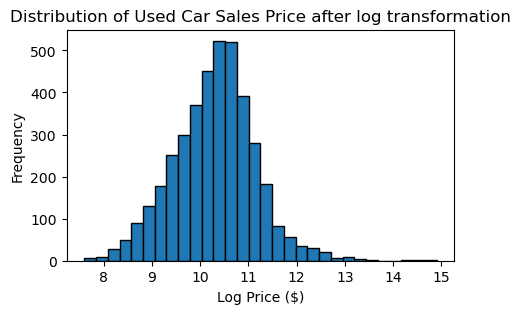 Distribution of Used Car Sales Price after log transformation
500
400
300
200
100
0
Frequency
8 9 10 11 12 13 14 15
Log Price ($)